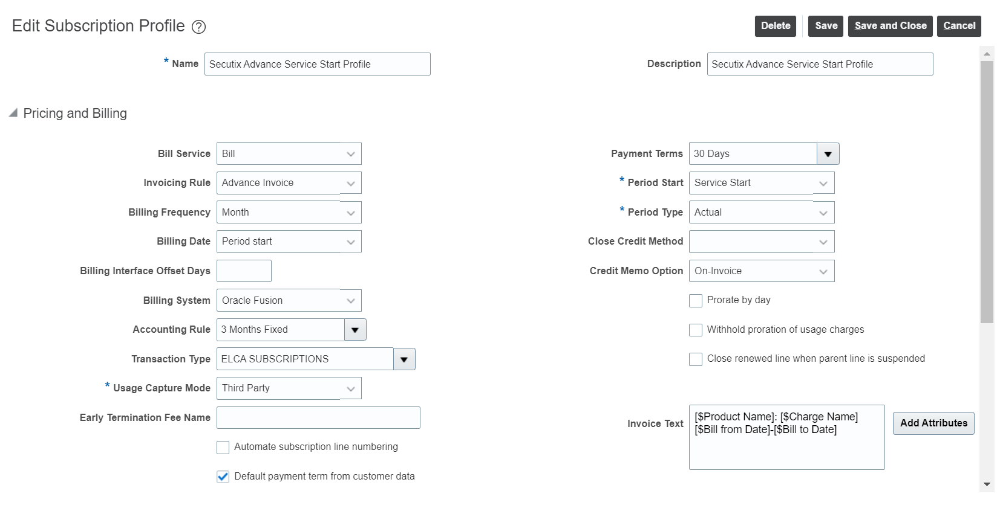 Edit Subscription Profile ?
Delete Save Save and Close Cancel
* Name Secutix Advance Service Start Profile
Description Secutix Advance Service Start Profile
Pricing and Billing
Bill Service Bill
Invoicing Rule Advance Invoice
Billing Frequency Month
Billing Date Period start
Billing Interface Offset Days
Billing System Oracle Fusion
Accounting Rule 3 Months Fixed
Transaction Type ELCA SUBSCRIPTIONS
* Usage Capture Mode Third Party
Early Termination Fee Name
Automate subscription line numbering
Default payment term from customer data
Payment Terms 30 Days
* Period Start Service Start
* Period Type Actual
Close Credit Method
Credit Memo Option On-Invoice
Prorate by day
Withhold proration of usage charges
Close renewed line when parent line is suspended
Invoice Text [$Product Name]: [$Charge Name]
[$Bill from Date]-[$Bill to Date]
Add Attributes